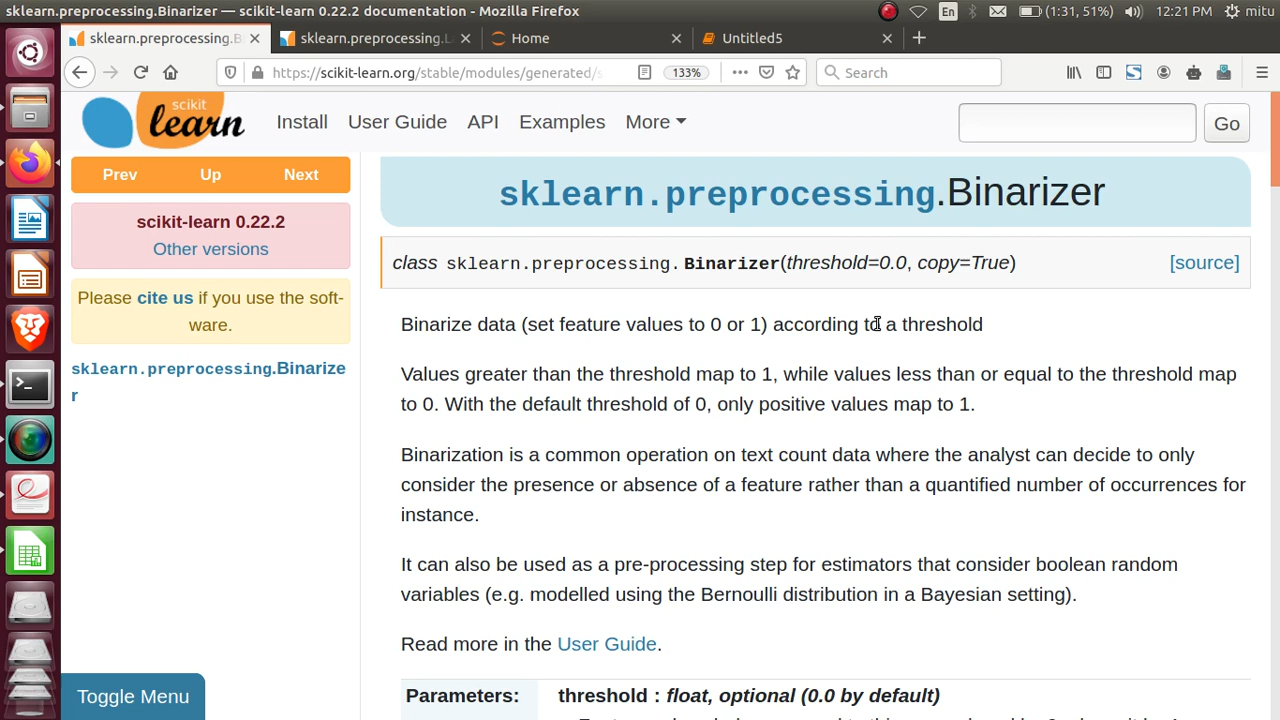 sklearn.preprocessing.Binarizer — scikit-learn 0.22.2 documentation - Mozilla Firefox
En
(1:31, 51%)
12:21 PM
mitu
sklearn.preprocessing.B
sklearn.preprocessing.L
Home
Untitled5
https://scikit-learn.org/stable/modules/generated/s
133%
Search
scikit
learn
Install
User Guide
API
Examples
More
Go
Prev
Up
Next
scikit-learn 0.22.2
Other versions
Please cite us if you use the soft-
ware.
sklearn.preprocessing.Binarize
r
Toggle Menu
sklearn.preprocessing.Binarizer
class sklearn.preprocessing.Binarizer(threshold=0.0, copy=True)
[source]
Binarize data (set feature values to 0 or 1) according to a threshold
Values greater than the threshold map to 1, while values less than or equal to the threshold map
to 0. With the default threshold of 0, only positive values map to 1.
Binarization is a common operation on text count data where the analyst can decide to only
consider the presence or absence of a feature rather than a quantified number of occurrences for
instance.
It can also be used as a pre-processing step for estimators that consider boolean random
variables (e.g. modelled using the Bernoulli distribution in a Bayesian setting).
Read more in the User Guide.
Parameters:
threshold : float, optional (0.0 by default)